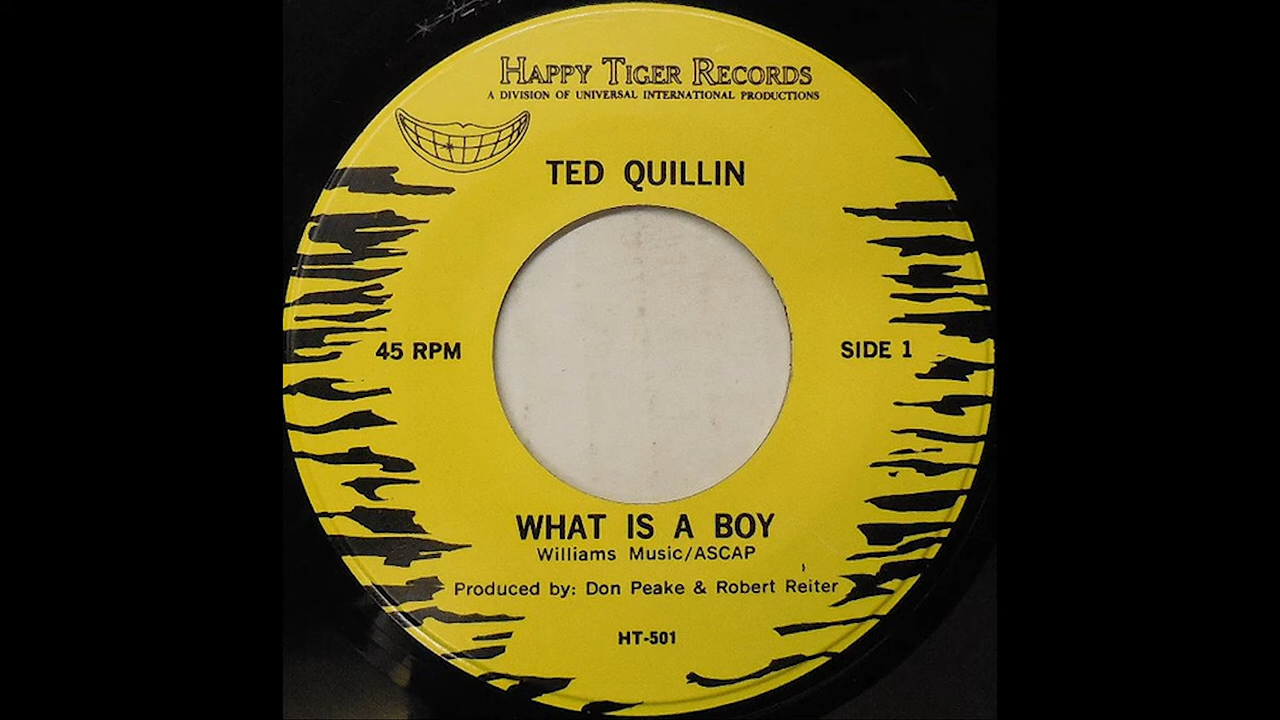 HAPPY TIGER RECORDS
A DIVISION OF UNIVERSAL INTERNATIONAL PRODUCTIONS
TED QUILLIN
45 RPM
SIDE 1
WHAT IS A BOY
Williams Music/ASCAP
Produced by: Don Peake & Robert Reiter
HT-501